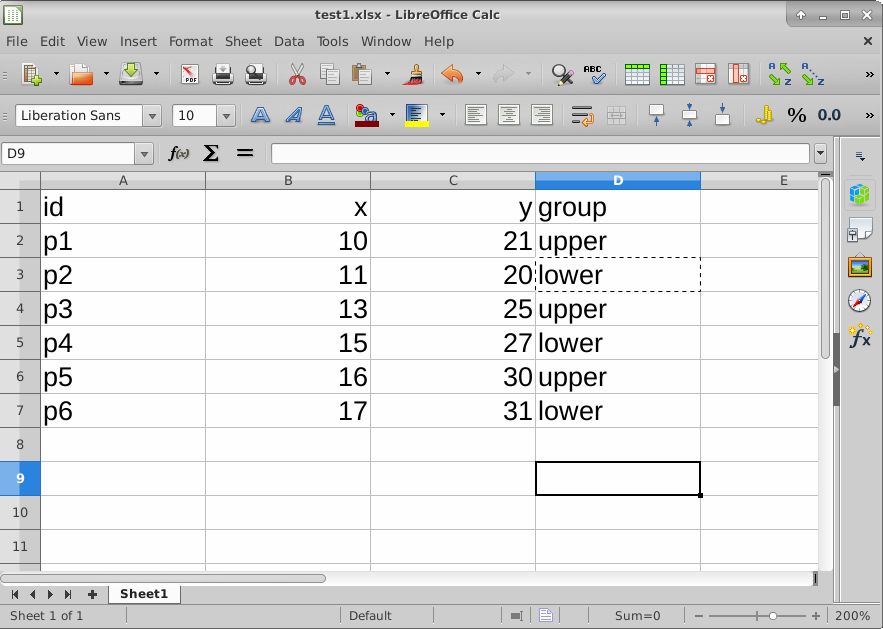 test1.xlsx - LibreOffice Calc
File Edit View Insert Format Sheet Data Tools Window Help
PDF ABC A Z A Z
Liberation Sans 10 A A A a % 0.0
D9 f(x) Σ =
A B C D E
1 id x y group
2 p1 10 21 upper
3 p2 11 20 lower
4 p3 13 25 upper
5 p4 15 27 lower
6 p5 16 30 upper
7 p6 17 31 lower
8
9
10
11
Sheet1
Sheet 1 of 1 Default Sum=0 200%